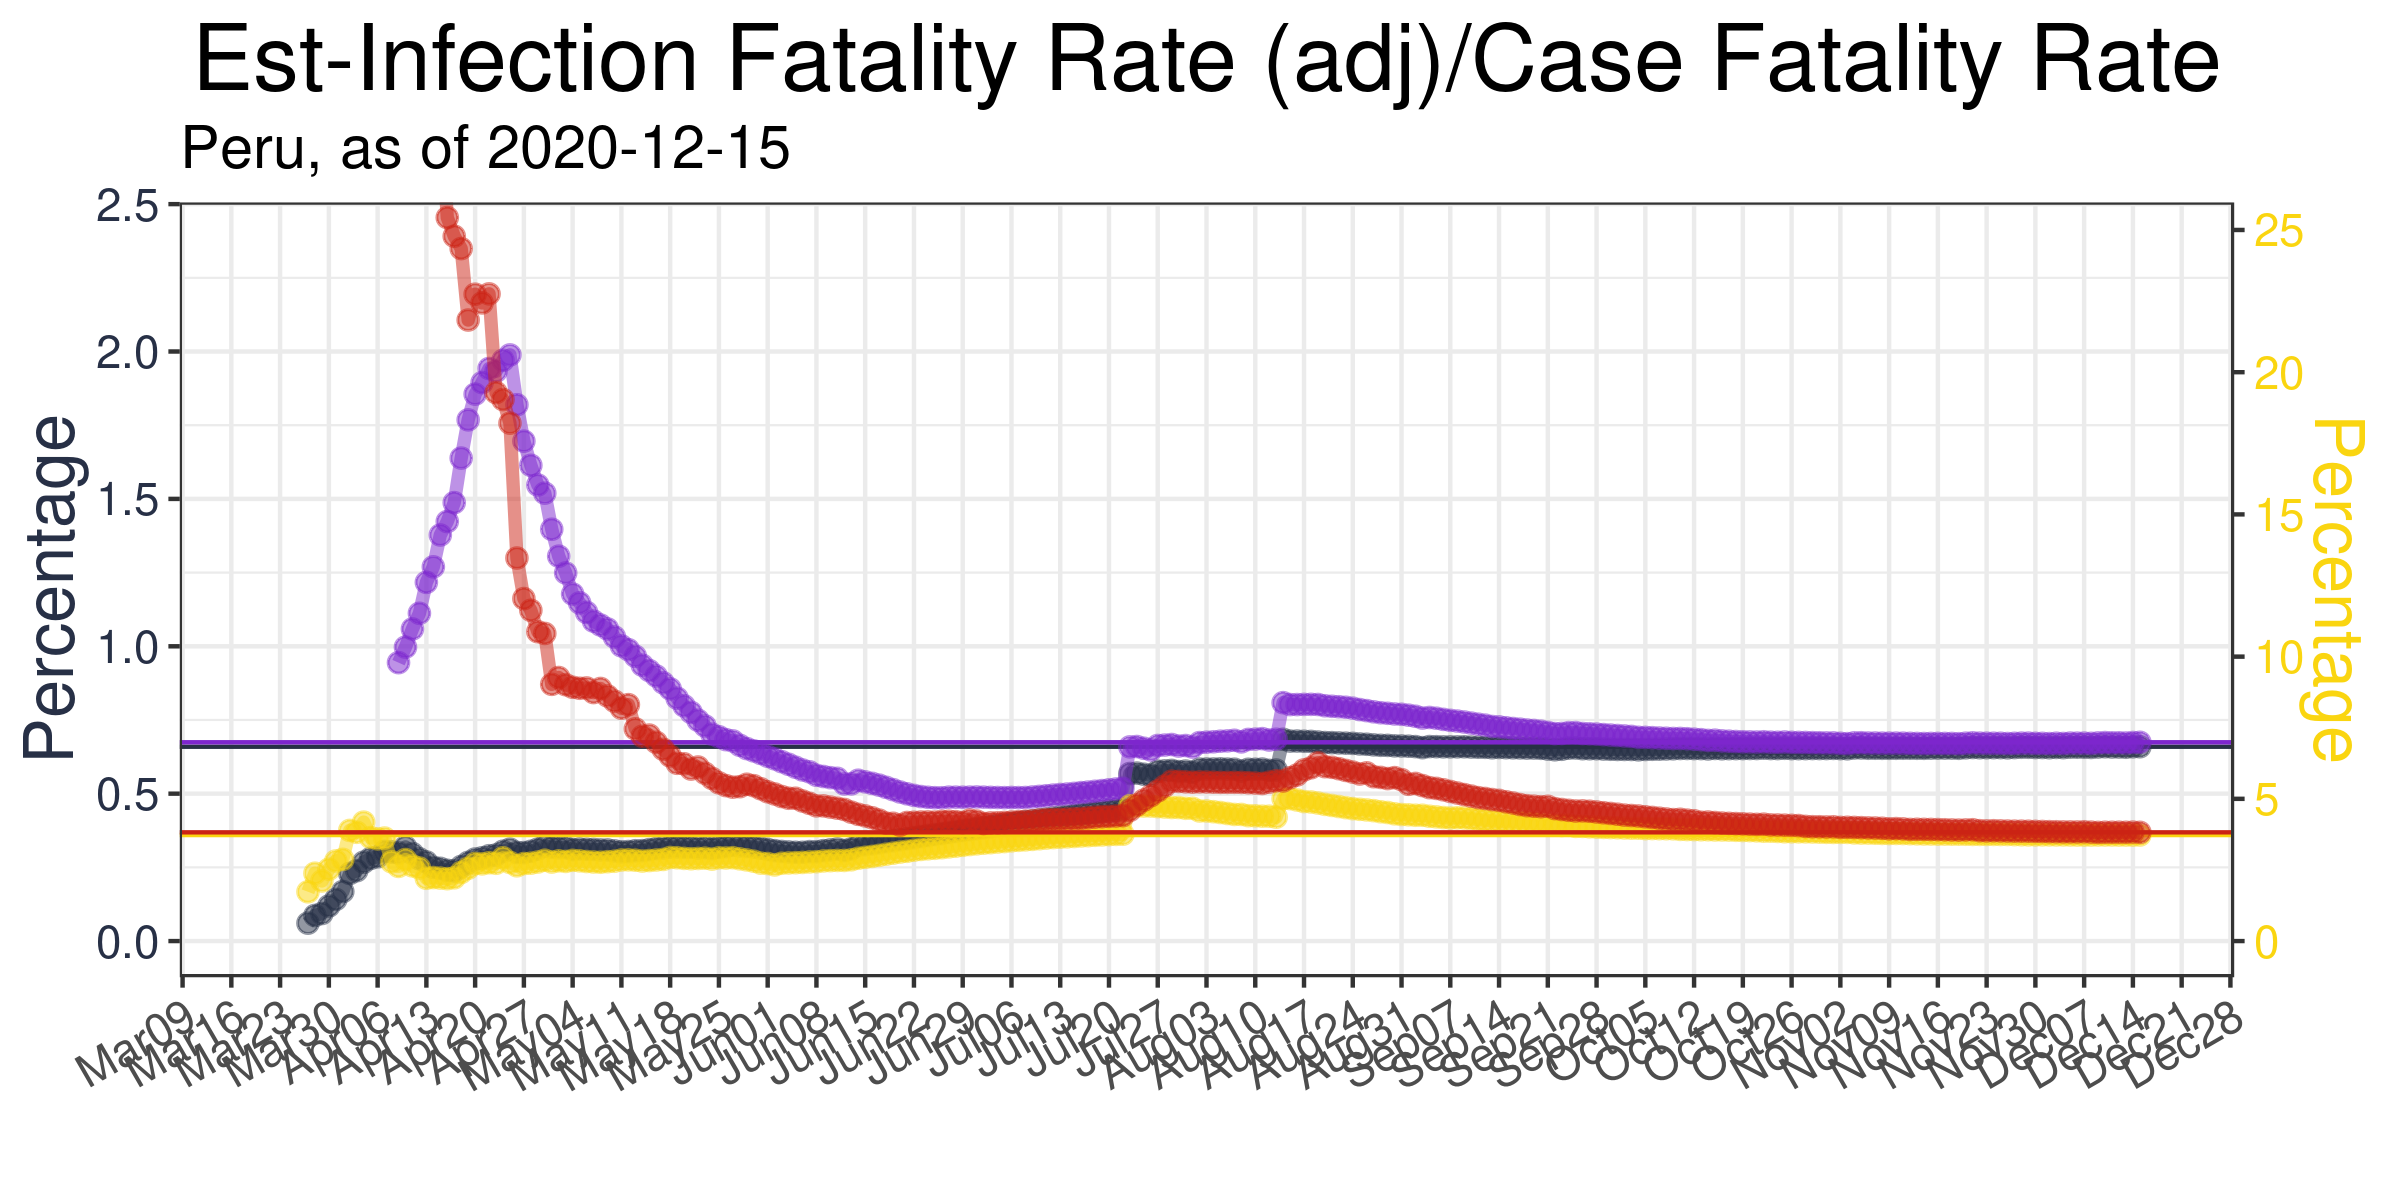 Est-Infection Fatality Rate (adj)/Case Fatality Rate
Peru, as of 2020-12-15
Percentage
2.5
2.0
1.5
1.0
0.5
0.0
25
20
15
10
5
0
Percentage
Mar09
Mar16
Mar23
Mar30
Apr06
Apr13
Apr20
Apr27
May04
May11
May18
May25
Jun01
Jun08
Jun15
Jun22
Jun29
Jul06
Jul13
Jul20
Jul27
Aug03
Aug10
Aug17
Aug24
Aug31
Sep07
Sep14
Sep21
Sep28
Oct05
Oct12
Oct19
Oct26
Nov02
Nov09
Nov16
Nov23
Nov30
Dec07
Dec14
Dec21
Dec28